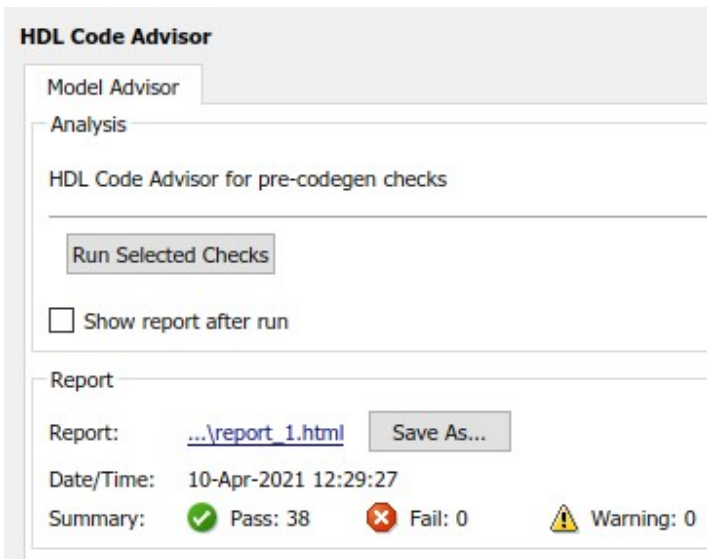 HDL Code Advisor
Model Advisor
Analysis
HDL Code Advisor for pre-codegen checks
Run Selected Checks
Show report after run
Report
Report: ...\report_1.html Save As...
Date/Time: 10-Apr-2021 12:29:27
Summary: Pass: 38 Fail: 0 Warning: 0